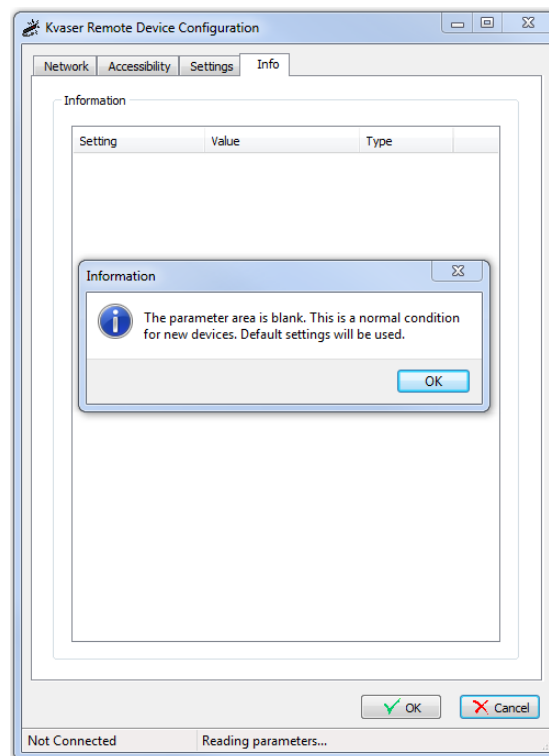 Kvaser Remote Device Configuration
Network Accessibility Settings Info
Information
Setting Value Type
Information
The parameter area is blank. This is a normal condition
for new devices. Default settings will be used.
OK
OK Cancel
Not Connected Reading parameters...